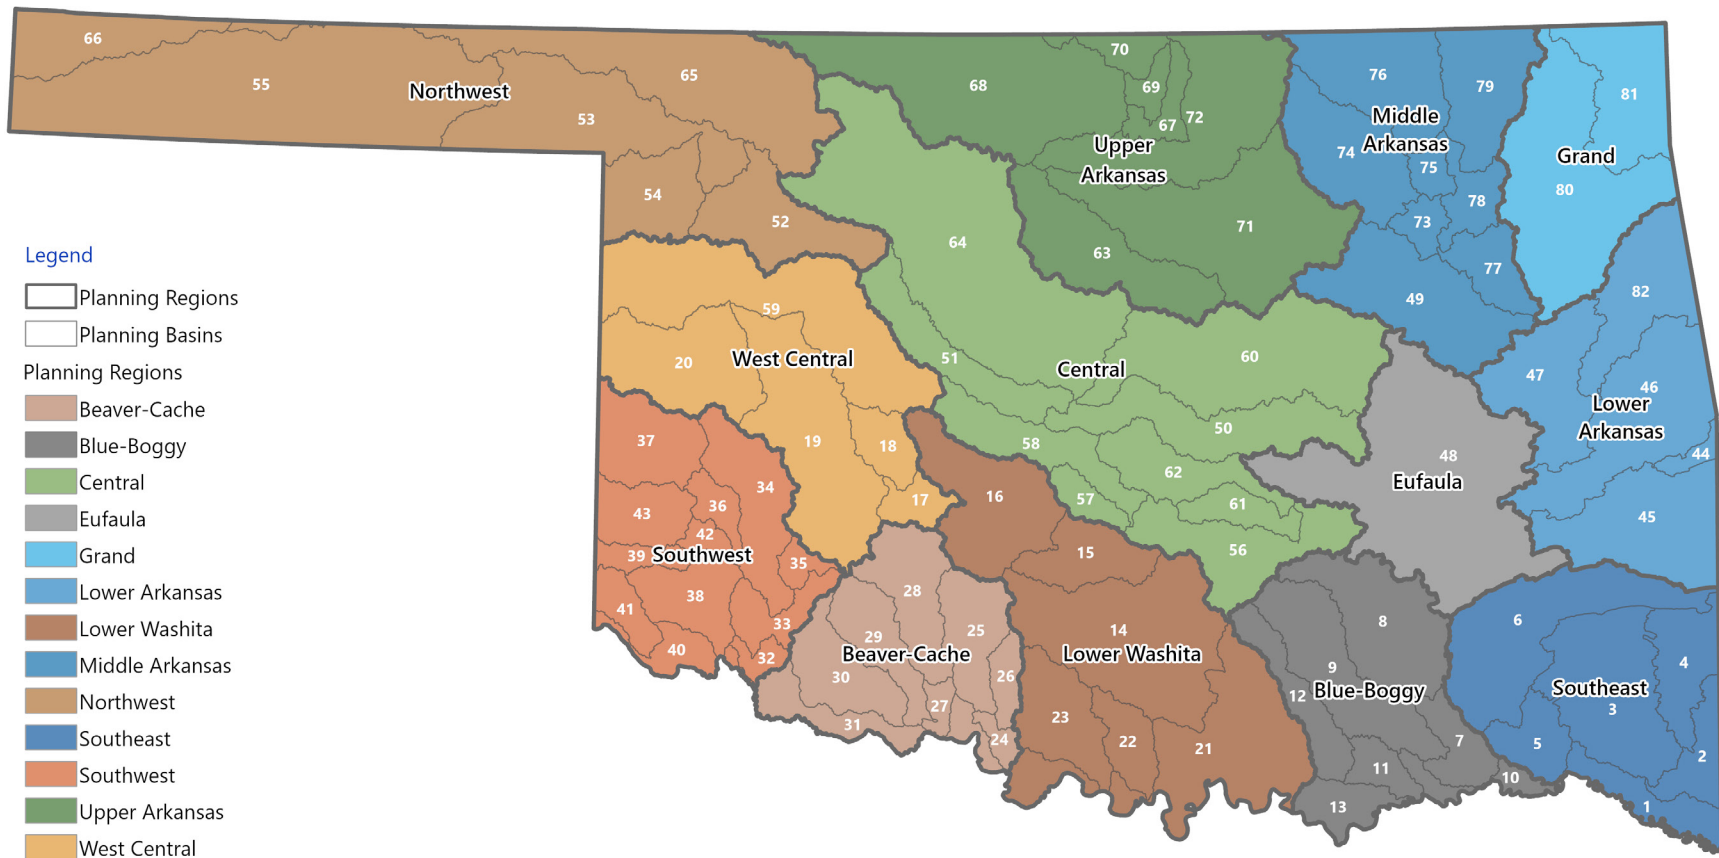 66
70
65
76
81
55
Northwest
68
69
79
53
67
72
Middle
Arkansas
Upper
Arkansas
74
75
Grand
80
54
52
78
73
71
64
63
77
Legend
82
49
Planning Regions
59
Planning Basins
20
West Central
51
Central
60
Planning Regions
47
46
Lower
Arkansas
Beaver-Cache
37
19
18
58
50
Blue-Boggy
48
44
Central
34
62
Eufaula
43
36
17
16
57
61
45
Eufaula
42
39
Southwest
35
15
56
Grand
28
Lower Arkansas
41
38
33
29
25
14
8
6
Lower Washita
40
32
Beaver-Cache
Lower Washita
4
Middle Arkansas
30
26
9
12
Blue-Boggy
Southeast
3
Northwest
31
27
23
24
22
21
7
5
2
Southeast
11
10
Southwest
13
1
Upper Arkansas
West Central